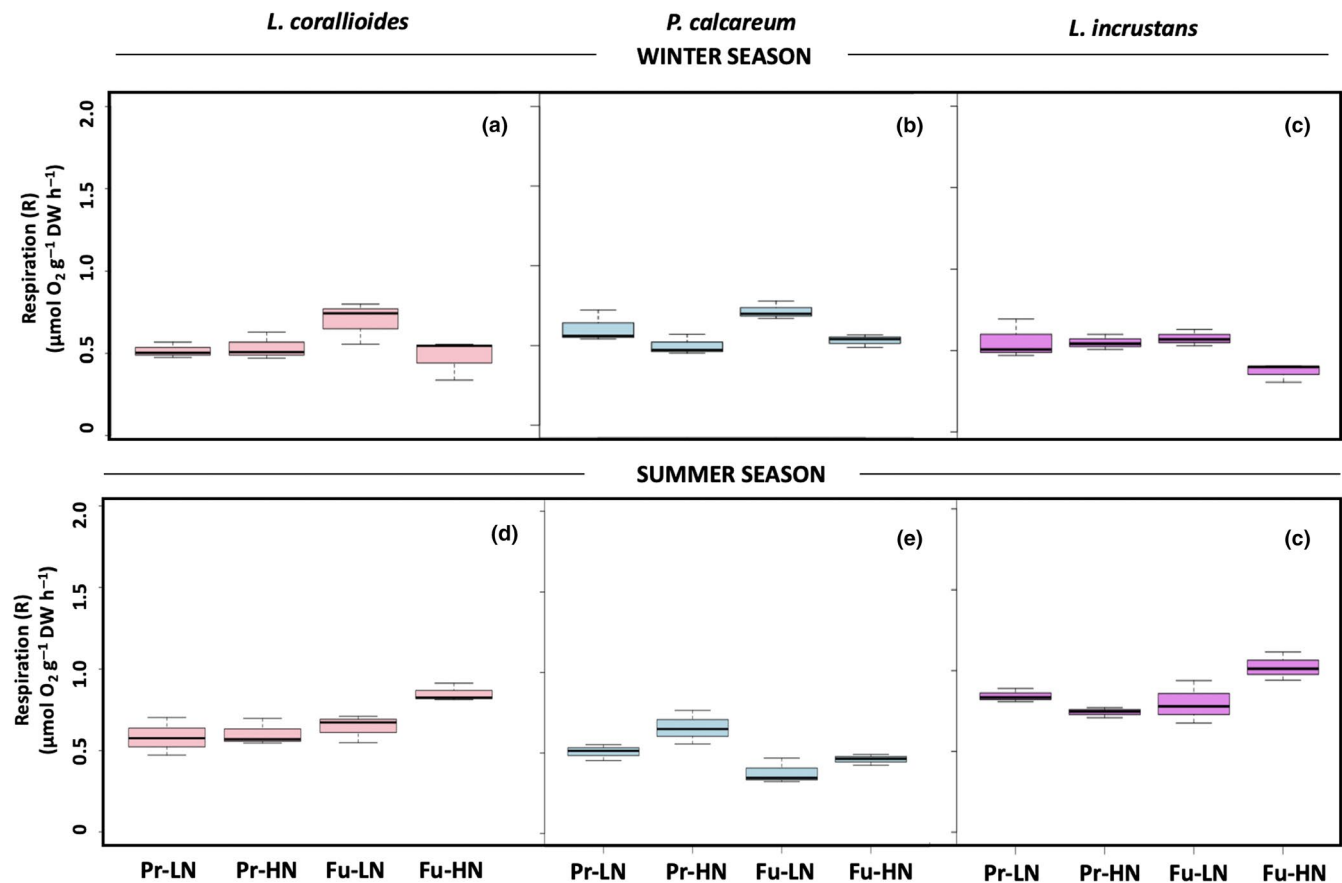 L. corallioides P. calcareum L. incrustans
WINTER SEASON
(a) (b) (c)
Respiration (R)
(μmol O₂ g⁻¹ DW h⁻¹)
2.0
1.5
1.0
0.5
0
SUMMER SEASON
(d) (e) (c)
Respiration (R)
(μmol O₂ g⁻¹ DW h⁻¹)
2.0
1.5
1.0
0.5
0
Pr-LN Pr-HN Fu-LN Fu-HN Pr-LN Pr-HN Fu-LN Fu-HN Pr-LN Pr-HN Fu-LN Fu-HN